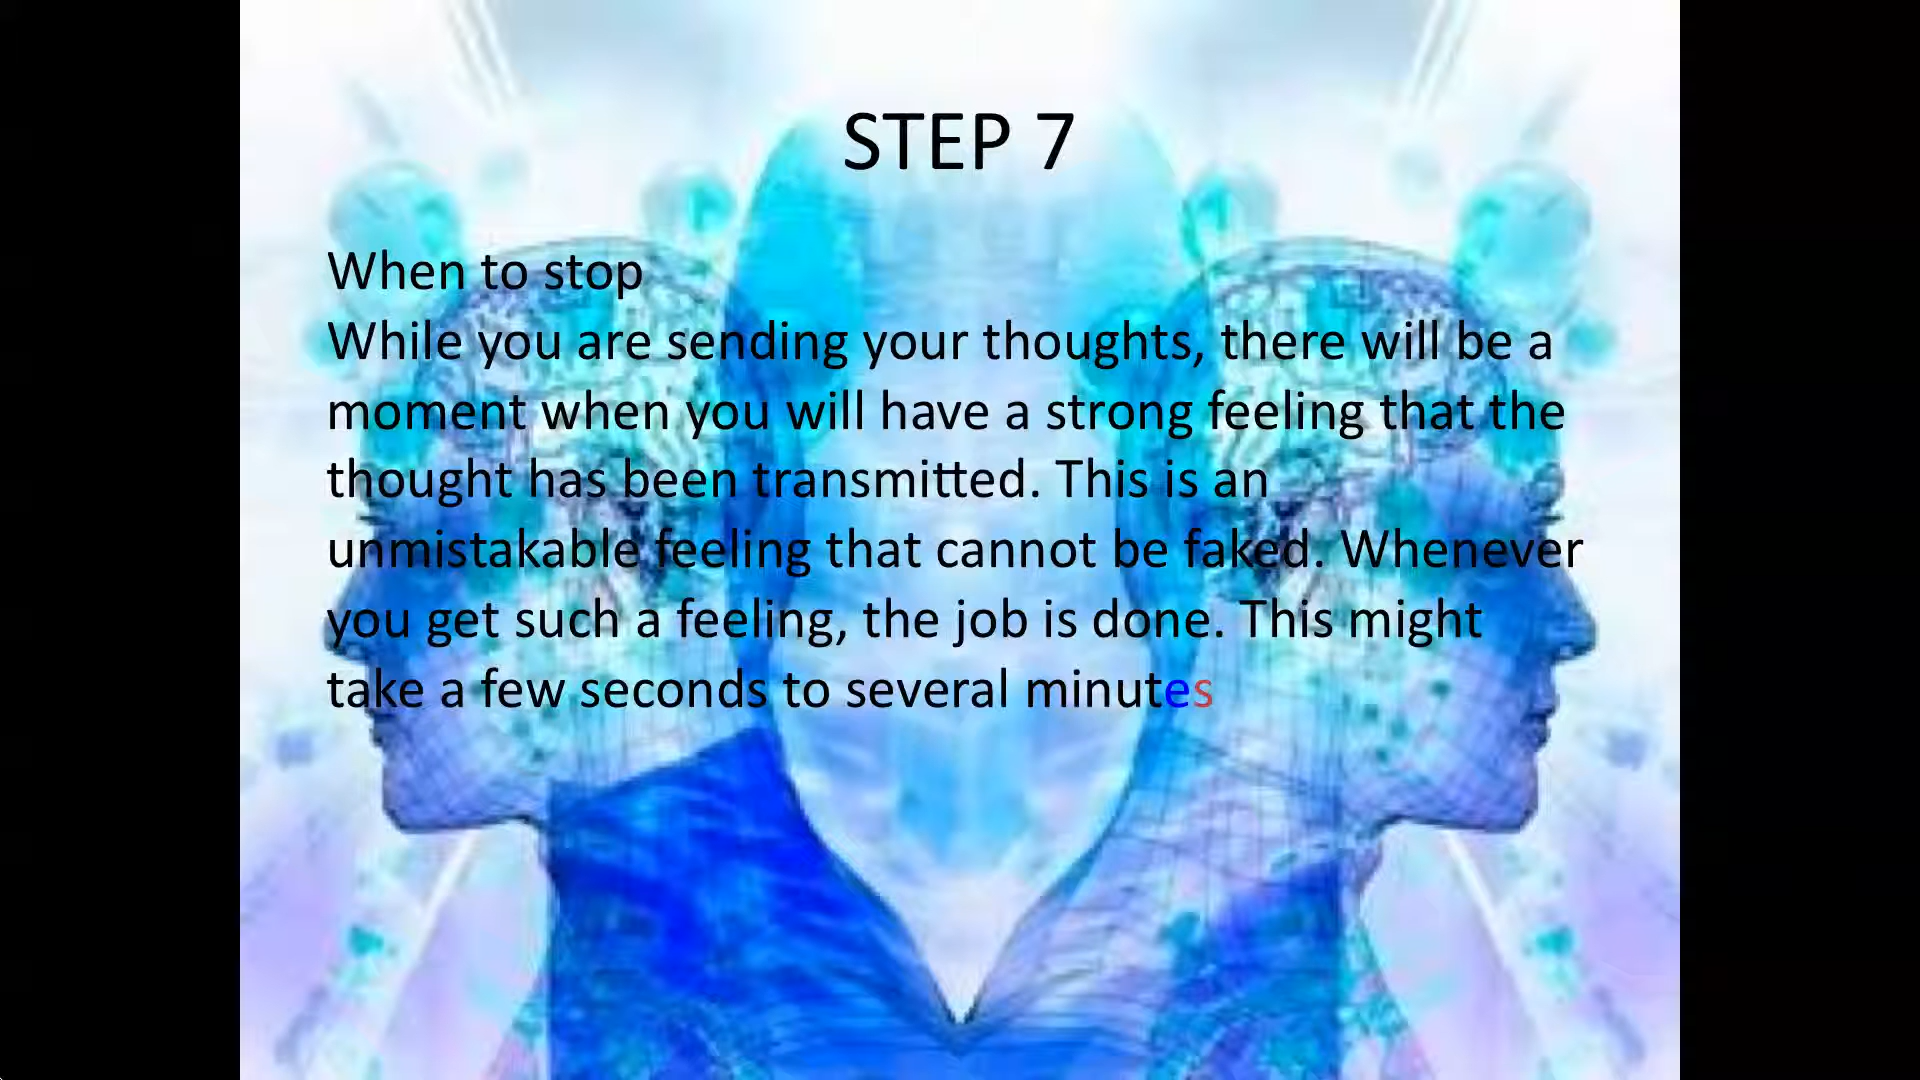 STEP 7
When to stop
While you are sending your thoughts, there will be a
moment when you will have a strong feeling that the
thought has been transmitted. This is an
unmistakable feeling that cannot be faked. Whenever
you get such a feeling, the job is done. This might
take a few seconds to several minutes